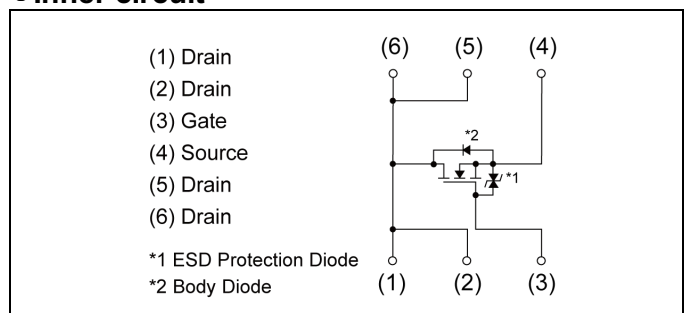 Inner circuit
(1) Drain
(2) Drain
(3) Gate
(4) Source
(5) Drain
(6) Drain
*1 ESD Protection Diode
*2 Body Diode
(6) (5) (4)
*2
*1
(1) (2) (3)